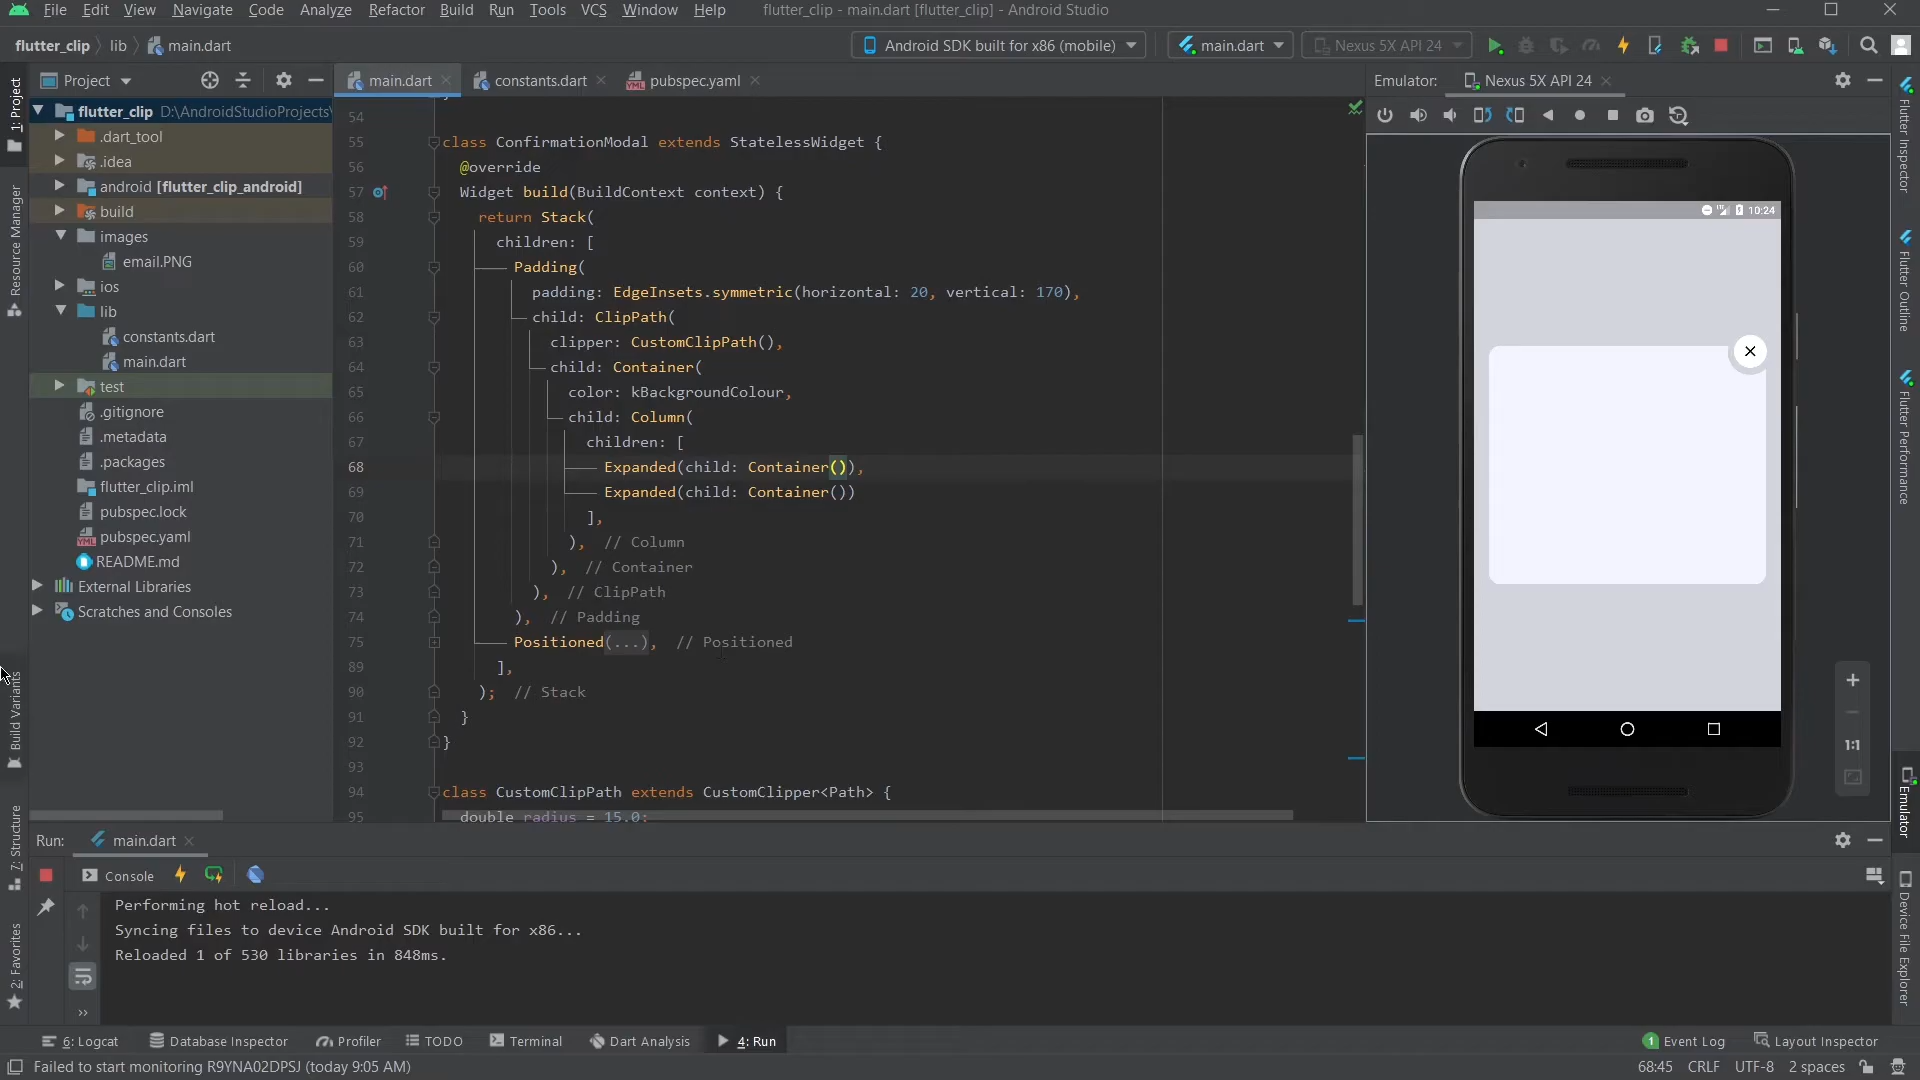 File Edit View Navigate Code Analyze Refactor Build Run Tools VCS Window Help flutter_clip - main.dart [flutter_clip] - Android Studio
flutter_clip lib main.dart Android SDK built for x86 (mobile) main.dart Nexus 5X API 24
Project
main.dart constants.dart pubspec.yaml
Emulator: Nexus 5X API 24
flutter_clip D:\AndroidStudioProjects\
.dart_tool
.idea
android [flutter_clip_android]
build
images
email.PNG
ios
lib
constants.dart
main.dart
test
.gitignore
.metadata
.packages
flutter_clip.iml
pubspec.lock
pubspec.yaml
README.md
External Libraries
Scratches and Consoles
1: Project
Resource Manager
Build Variants
7: Structure
2: Favorites
54
55 class ConfirmationModal extends StatelessWidget {
56 @override
57 Widget build(BuildContext context) {
58 return Stack(
59 children: [
60 Padding(
61 padding: EdgeInsets.symmetric(horizontal: 20, vertical: 170),
62 child: ClipPath(
63 clipper: CustomClipPath(),
64 child: Container(
65 color: kBackgroundColour,
66 child: Column(
67 children: [
68 Expanded(child: Container()),
69 Expanded(child: Container())
70 ],
71 ), // Column
72 ), // Container
73 ), // ClipPath
74 ), // Padding
75 Positioned(...), // Positioned
89 ],
90 ); // Stack
91 }
92 }
93
94 class CustomClipPath extends CustomClipper<Path> {
95 double radius = 15.0;
10:24
1:1
Flutter Inspector
Flutter Outline
Flutter Performance
Emulator
Device File Explorer
Run: main.dart
Console
Performing hot reload...
Syncing files to device Android SDK built for x86...
Reloaded 1 of 530 libraries in 848ms.
6: Logcat Database Inspector Profiler TODO Terminal Dart Analysis 4: Run 1 Event Log Layout Inspector
Failed to start monitoring R9YNA02DPSJ (today 9:05 AM) 68:45 CRLF UTF-8 2 spaces